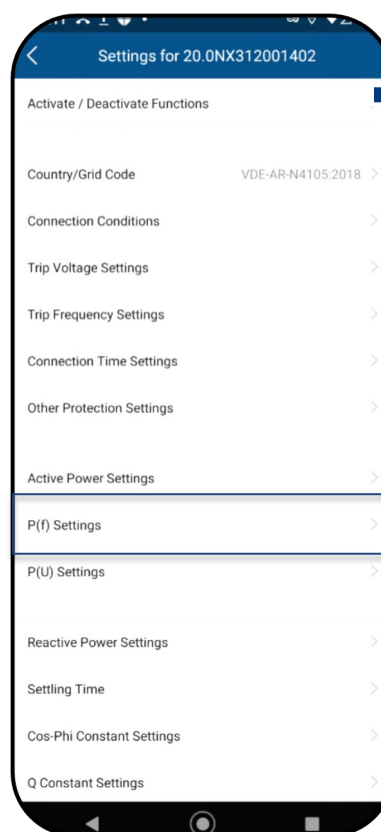 Settings for 20.0NX312001402
Activate / Deactivate Functions
Country/Grid Code VDE-AR-N4105:2018
Connection Conditions
Trip Voltage Settings
Trip Frequency Settings
Connection Time Settings
Other Protection Settings
Active Power Settings
P(f) Settings
P(U) Settings
Reactive Power Settings
Settling Time
Cos-Phi Constant Settings
Q Constant Settings